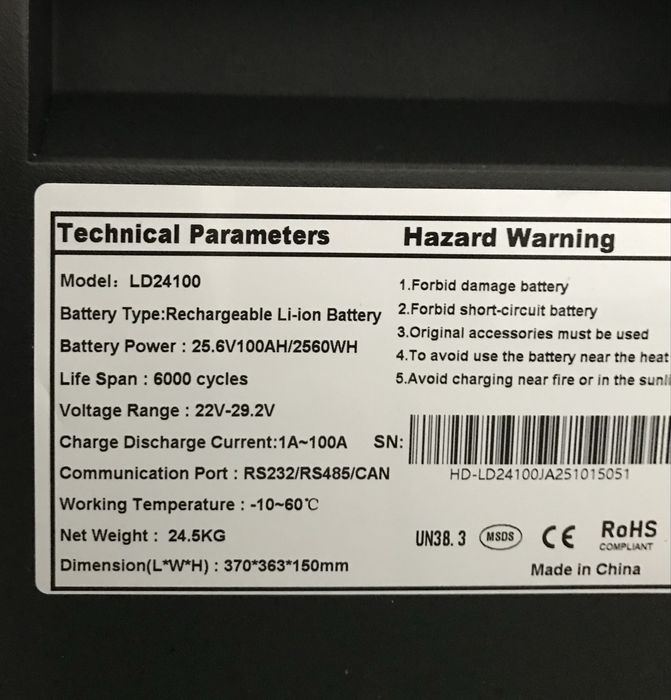 Technical Parameters
Model: LD24100
Battery Type:Rechargeable Li-ion Battery
Battery Power : 25.6V100AH/2560WH
Life Span : 6000 cycles
Voltage Range : 22V-29.2V
Charge Discharge Current:1A~100A
Communication Port : RS232/RS485/CAN
Working Temperature : -10~60℃
Net Weight : 24.5KG
Dimension(L*W*H) : 370*363*150mm
Hazard Warning
1.Forbid damage battery
2.Forbid short-circuit battery
3.Original accessories must be used
4.To avoid use the battery near the heat
5.Avoid charging near fire or in the sunli
SN:
HD-LD24100JA251015051
UN38.3 MSDS CE RoHS
COMPLIANT
Made in China